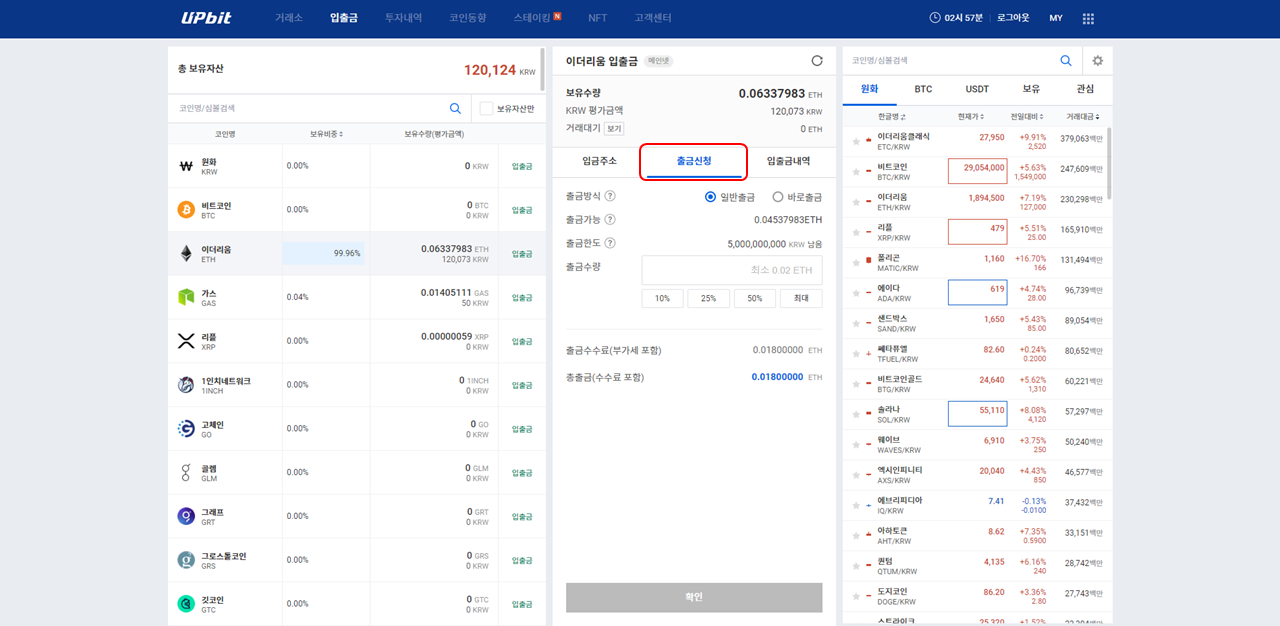 UPbit 거래소 입출금 투자내역 코인동향 스테이킹 N NFT 고객센터 02시 57분 로그아웃 MY
총 보유자산 120,124 KRW
코인명/심볼검색 보유자산만
코인명 보유비중 보유수량(평가금액)
원화 0.00% 0 KRW 입출금
KRW
비트코인 0.00% 0 BTC 입출금
BTC 0 KRW
이더리움 99.96% 0.06337983 ETH 입출금
ETH 120,073 KRW
가스 0.04% 0.01405111 GAS 입출금
GAS 50 KRW
리플 0.00% 0.00000059 XRP 입출금
XRP 0 KRW
1인치네트워크 0.00% 0 1INCH 입출금
1INCH 0 KRW
고체인 0.00% 0 GO 입출금
GO 0 KRW
골렘 0.00% 0 GLM 입출금
GLM 0 KRW
그래프 0.00% 0 GRT 입출금
GRT 0 KRW
그로스톨코인 0.00% 0 GRS 입출금
GRS 0 KRW
깃코인 0.00% 0 GTC 입출금
GTC 0 KRW
이더리움 입출금 메인넷
보유수량 0.06337983 ETH
KRW 평가금액 120,073 KRW
거래대기 보기 0 ETH
입금주소 출금신청 입출금내역
출금방식 ? 일반출금 바로출금
출금가능 ? 0.04537983ETH
출금한도 ? 5,000,000,000 KRW 남음
출금수량 최소 0.02 ETH
10% 25% 50% 최대
출금수수료(부가세 포함) 0.01800000 ETH
총출금(수수료 포함) 0.01800000 ETH
확인
코인명/심볼검색
원화 BTC USDT 보유 관심
한글명 현재가 전일대비 거래대금
이더리움클래식 27,950 +9.91% 379,063백만
ETC/KRW 2,520
비트코인 29,054,000 +5.63% 247,609백만
BTC/KRW 1,549,000
이더리움 1,894,500 +7.19% 230,298백만
ETH/KRW 127,000
리플 479 +5.51% 165,910백만
XRP/KRW 25.00
폴리곤 1,160 +16.70% 131,494백만
MATIC/KRW 166
에이다 619 +4.74% 96,739백만
ADA/KRW 28.00
샌드박스 1,650 +5.43% 89,054백만
SAND/KRW 85.00
쎄타퓨엘 82.60 +0.24% 80,652백만
TFUEL/KRW 0.2000
비트코인골드 24,640 +5.62% 60,221백만
BTG/KRW 1,310
솔라나 55,110 +8.08% 57,297백만
SOL/KRW 4,120
웨이브 6,910 +3.75% 50,240백만
WAVES/KRW 250
엑시인피니티 20,040 +4.43% 46,577백만
AXS/KRW 850
에브리피디아 7.41 -0.13% 37,432백만
IQ/KRW -0.0100
아하토큰 8.62 +7.35% 33,151백만
AHT/KRW 0.5900
퀀텀 4,135 +6.16% 28,742백만
QTUM/KRW 240
도지코인 86.20 +3.36% 27,743백만
DOGE/KRW 2.80
스트라이크 25,320 +1.52%